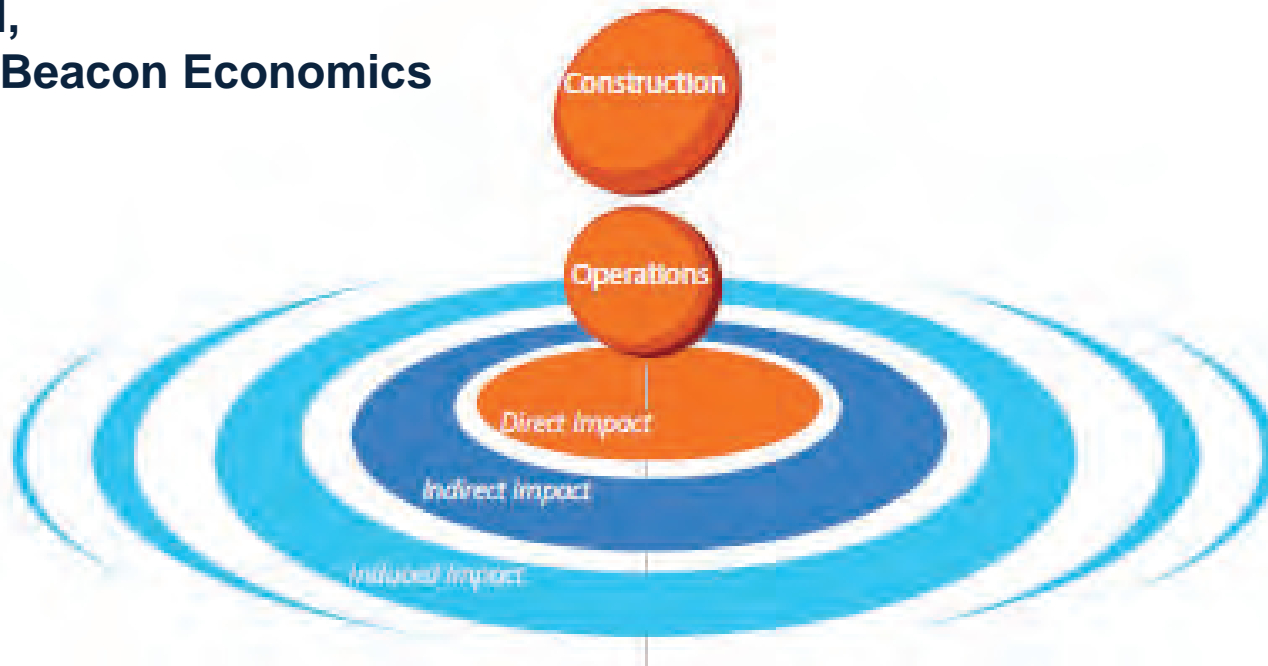 Beacon Economics
Construction
Operations
Direct Impact
Indirect Impact
Induced Impact